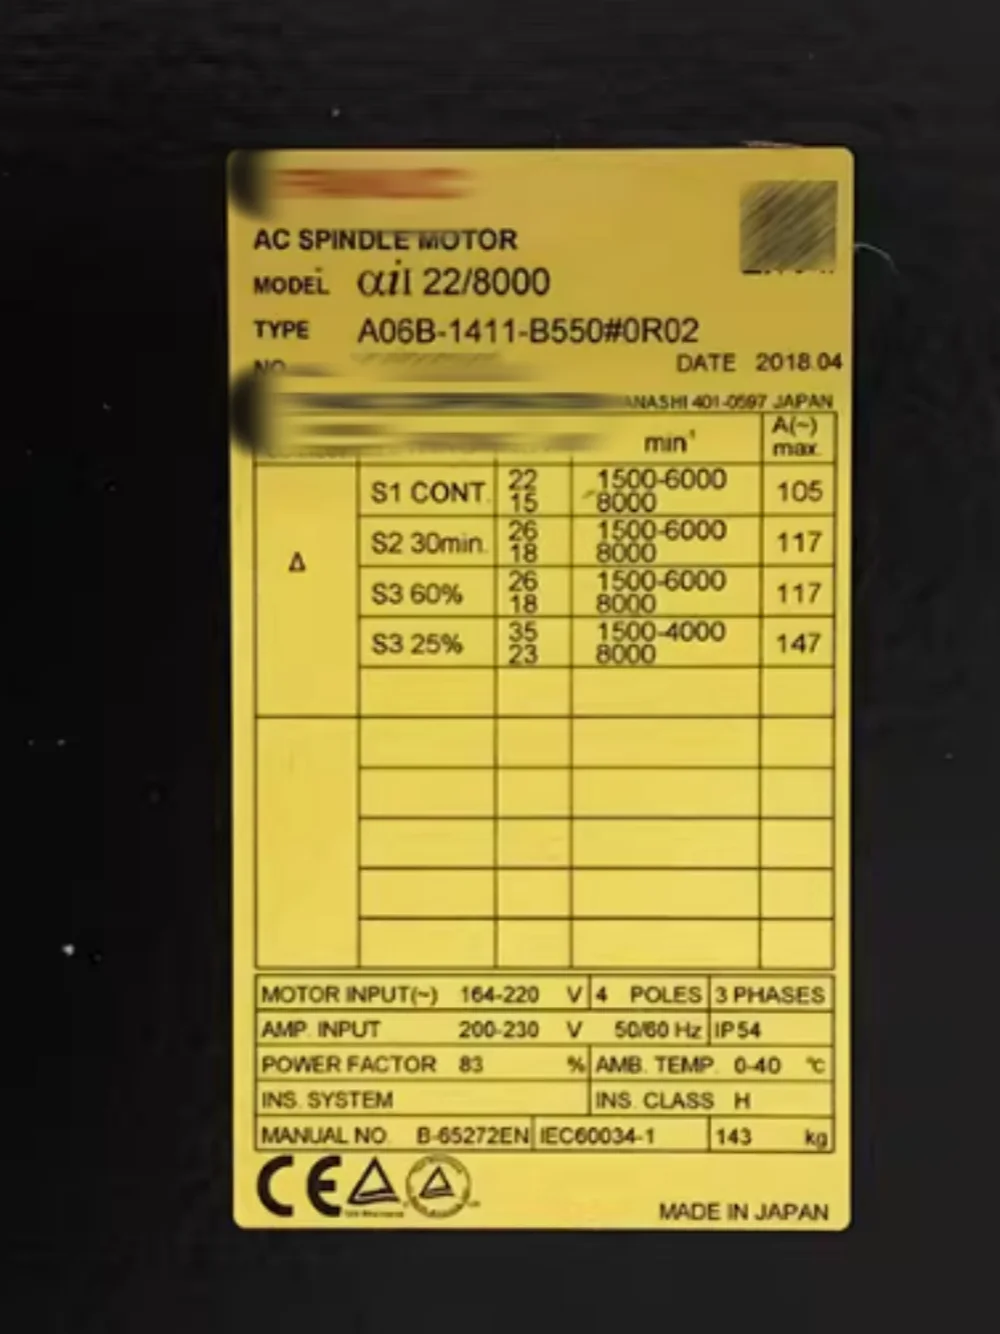 AC SPINDLE MOTOR
MODEL αiI 22/8000
TYPE A06B-1411-B550#0R02
NO.
DATE 2018.04
401-0597 JAPAN
min⁻¹ A(~) max.
Δ
S1 CONT. 22 1500-6000 105
15 8000
S2 30min. 26 1500-6000 117
18 8000
S3 60% 26 1500-6000 117
18 8000
S3 25% 35 1500-4000 147
23 8000
MOTOR INPUT(~) 164-220 V 4 POLES 3 PHASES
AMP. INPUT 200-230 V 50/60 Hz IP54
POWER FACTOR 83 % AMB. TEMP. 0-40 ℃
INS. SYSTEM INS. CLASS H
MANUAL NO. B-65272EN IEC60034-1 143 kg
CE
MADE IN JAPAN